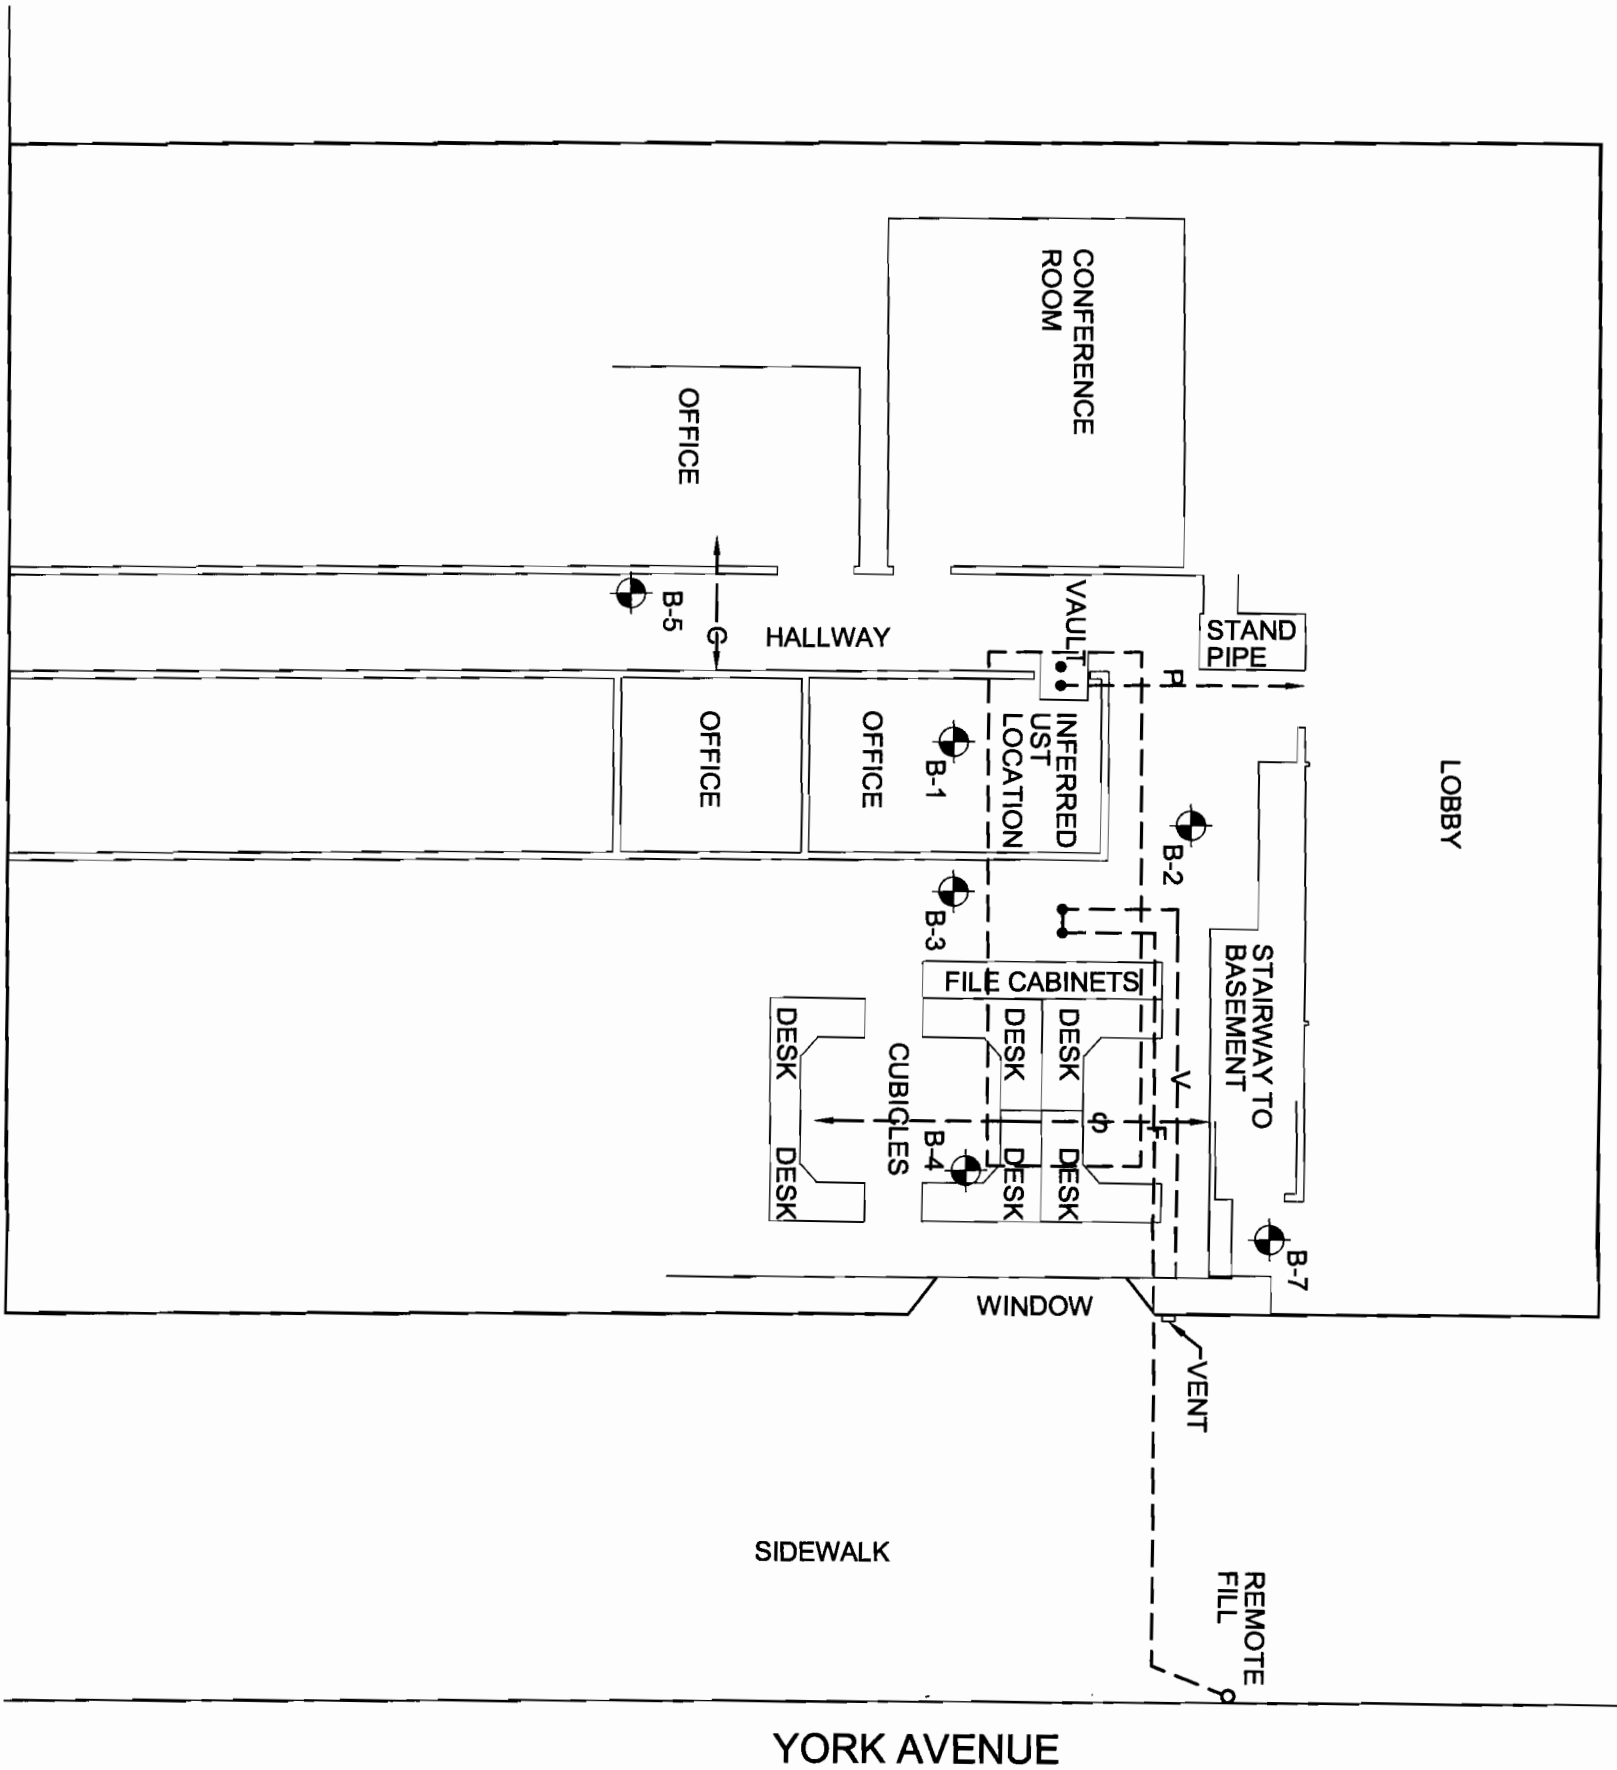 CONFERENCE
ROOM
OFFICE
B-5
G
HALLWAY
VAULT
STAND
PIPE
P
OFFICE
OFFICE
B-1
INFERRED
UST
LOCATION
B-2
LOBBY
B-3
FILE CABINETS
STAIRWAY TO
BASEMENT
DESK
DESK
DESK
CUBICLES
V
S
F
B-4
DESK
DESK
DESK
B-7
WINDOW
VENT
SIDEWALK
REMOTE
FILL
YORK AVENUE